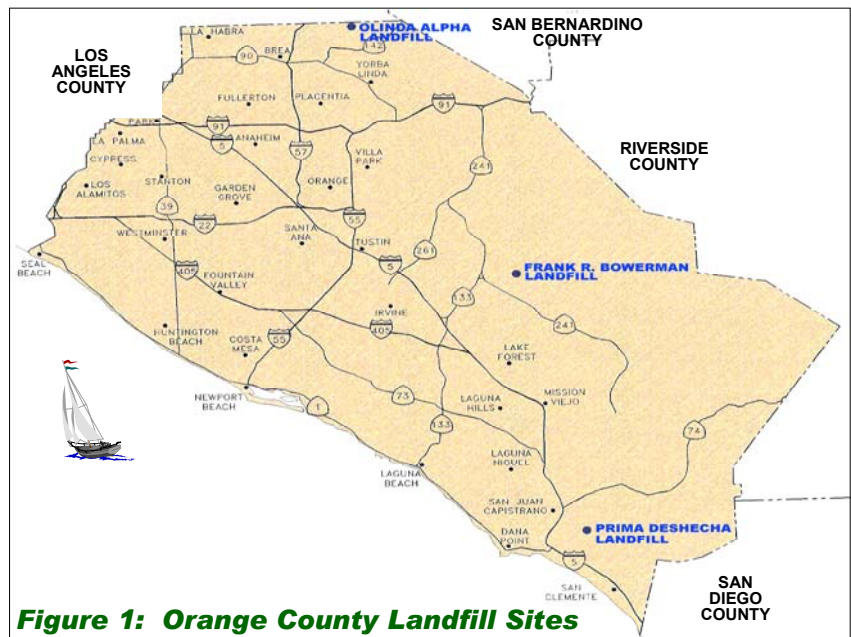 LA HABRA
OLINDA ALPHA
LANDFILL
SAN BERNARDINO
COUNTY
LOS
ANGELES
COUNTY
90
BREA
142
YORBA
LINDA
FULLERTON
PLACENTIA
91
PARK
91
LA PALMA
5
ANAHEIM
57
VILLA
PARK
RIVERSIDE
COUNTY
CYPRESS
241
LOS
ALAMITOS
STANTON
GARDEN
GROVE
ORANGE
39
22
55
WESTMINSTER
SANTA
ANA
TUSTIN
261
SEAL
BEACH
405
5
FOUNTAIN
VALLEY
FRANK R. BOWERMAN
LANDFILL
133
IRVINE
HUNTINGTON
BEACH
COSTA
MESA
55
405
241
LAKE
FOREST
NEWPORT
BEACH
1
73
LAGUNA
HILLS
MISSION
VIEJO
133
74
LAGUNA
BEACH
LAGUNA
NIGUEL
SAN JUAN
CAPISTRANO
DANA
POINT
PRIMA DESHECHA
LANDFILL
5
SAN
CLEMENTE
SAN
DIEGO
COUNTY
Figure 1: Orange County Landfill Sites